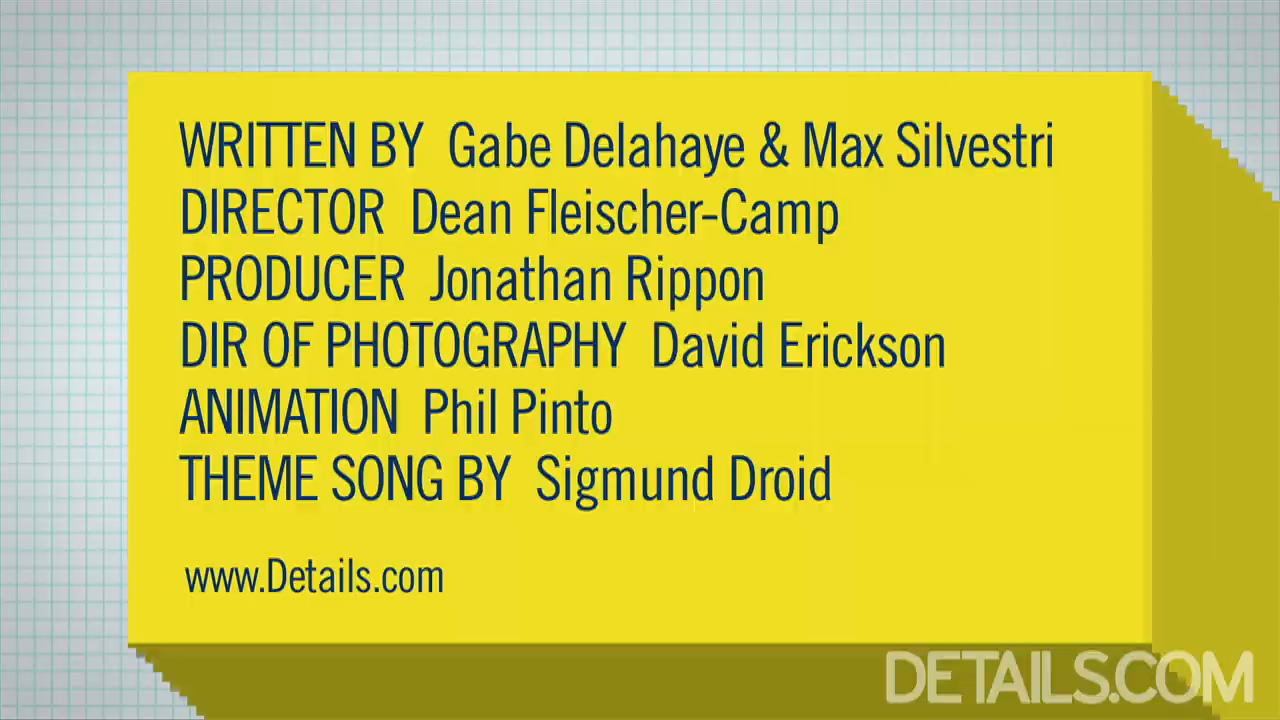 WRITTEN BY Gabe Delahaye & Max Silvestri
DIRECTOR Dean Fleischer-Camp
PRODUCER Jonathan Rippon
DIR OF PHOTOGRAPHY David Erickson
ANIMATION Phil Pinto
THEME SONG BY Sigmund Droid
www.Details.com
DETAILS.COM